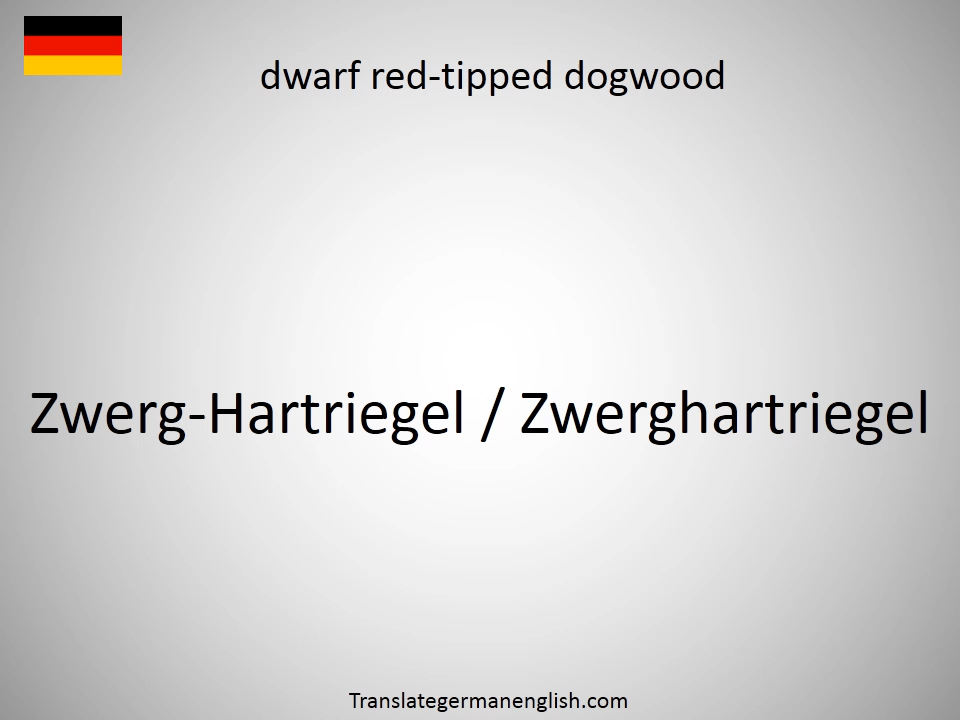 dwarf red-tipped dogwood
Zwerg-Hartriegel / Zwerghartriegel
Translategermanenglish.com